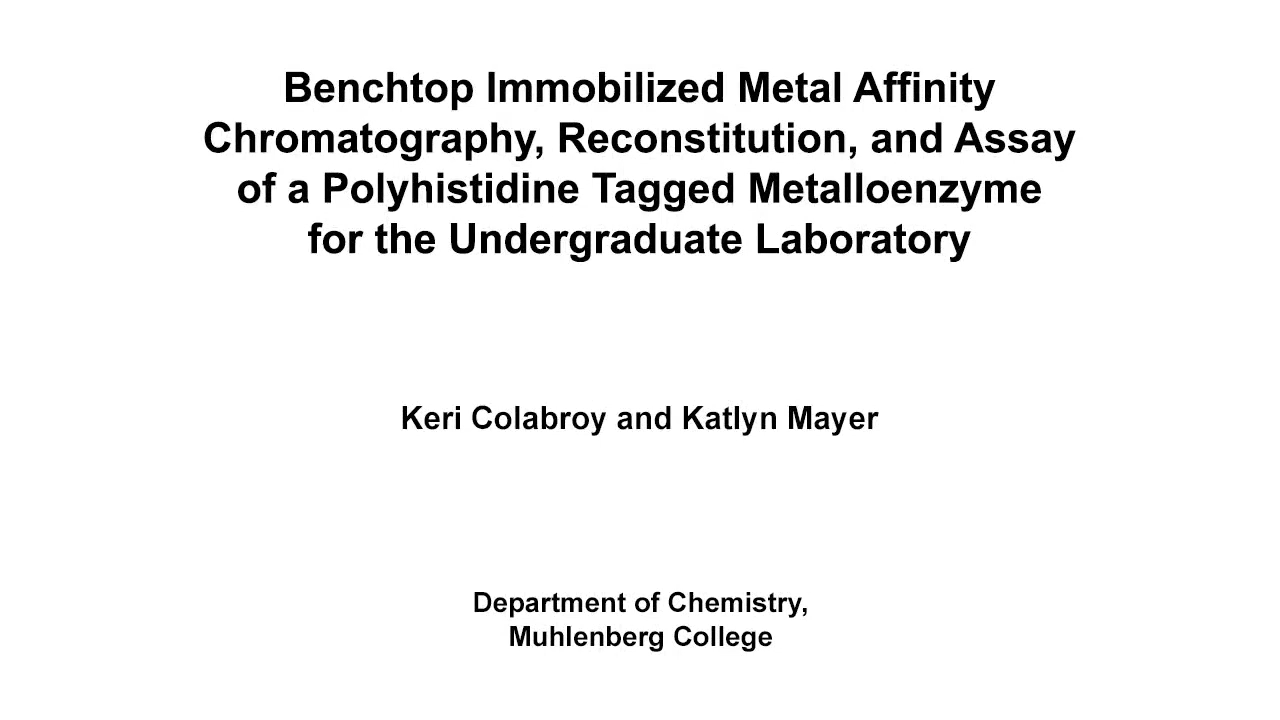 Benchtop Immobilized Metal Affinity
Chromatography, Reconstitution, and Assay
of a Polyhistidine Tagged Metalloenzyme
for the Undergraduate Laboratory
Keri Colabroy and Katlyn Mayer
Department of Chemistry,
Muhlenberg College